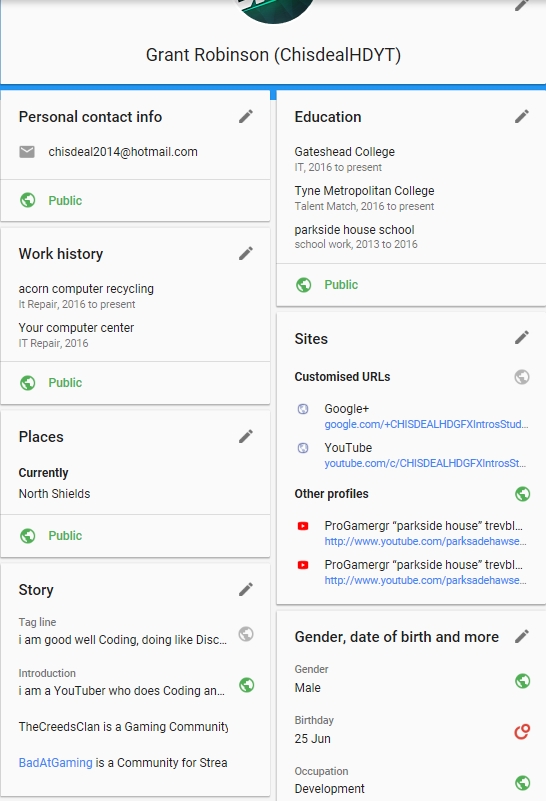 Grant Robinson (ChisdealHDYT)
Personal contact info
chisdeal2014@hotmail.com
Public
Work history
acorn computer recycling
It Repair, 2016 to present
Your computer center
IT Repair, 2016
Public
Places
Currently
North Shields
Public
Story
Tag line
i am good well Coding, doing like Disc...
Introduction
i am a YouTuber who does Coding an...
TheCreedsClan is a Gaming Community
BadAtGaming is a Community for Strea
Education
Gateshead College
IT, 2016 to present
Tyne Metropolitan College
Talent Match, 2016 to present
parkside house school
school work, 2013 to 2016
Public
Sites
Customised URLs
Google+
google.com/+CHISDEALHDGFXIntrosStud...
YouTube
youtube.com/c/CHISDEALHDGFXIntrosSt...
Other profiles
ProGamergr “parkside house” trevbl...
http://www.youtube.com/parksadehawse...
ProGamergr “parkside house” trevbl...
http://www.youtube.com/parksadehawse...
Gender, date of birth and more
Gender
Male
Birthday
25 Jun
Occupation
Development